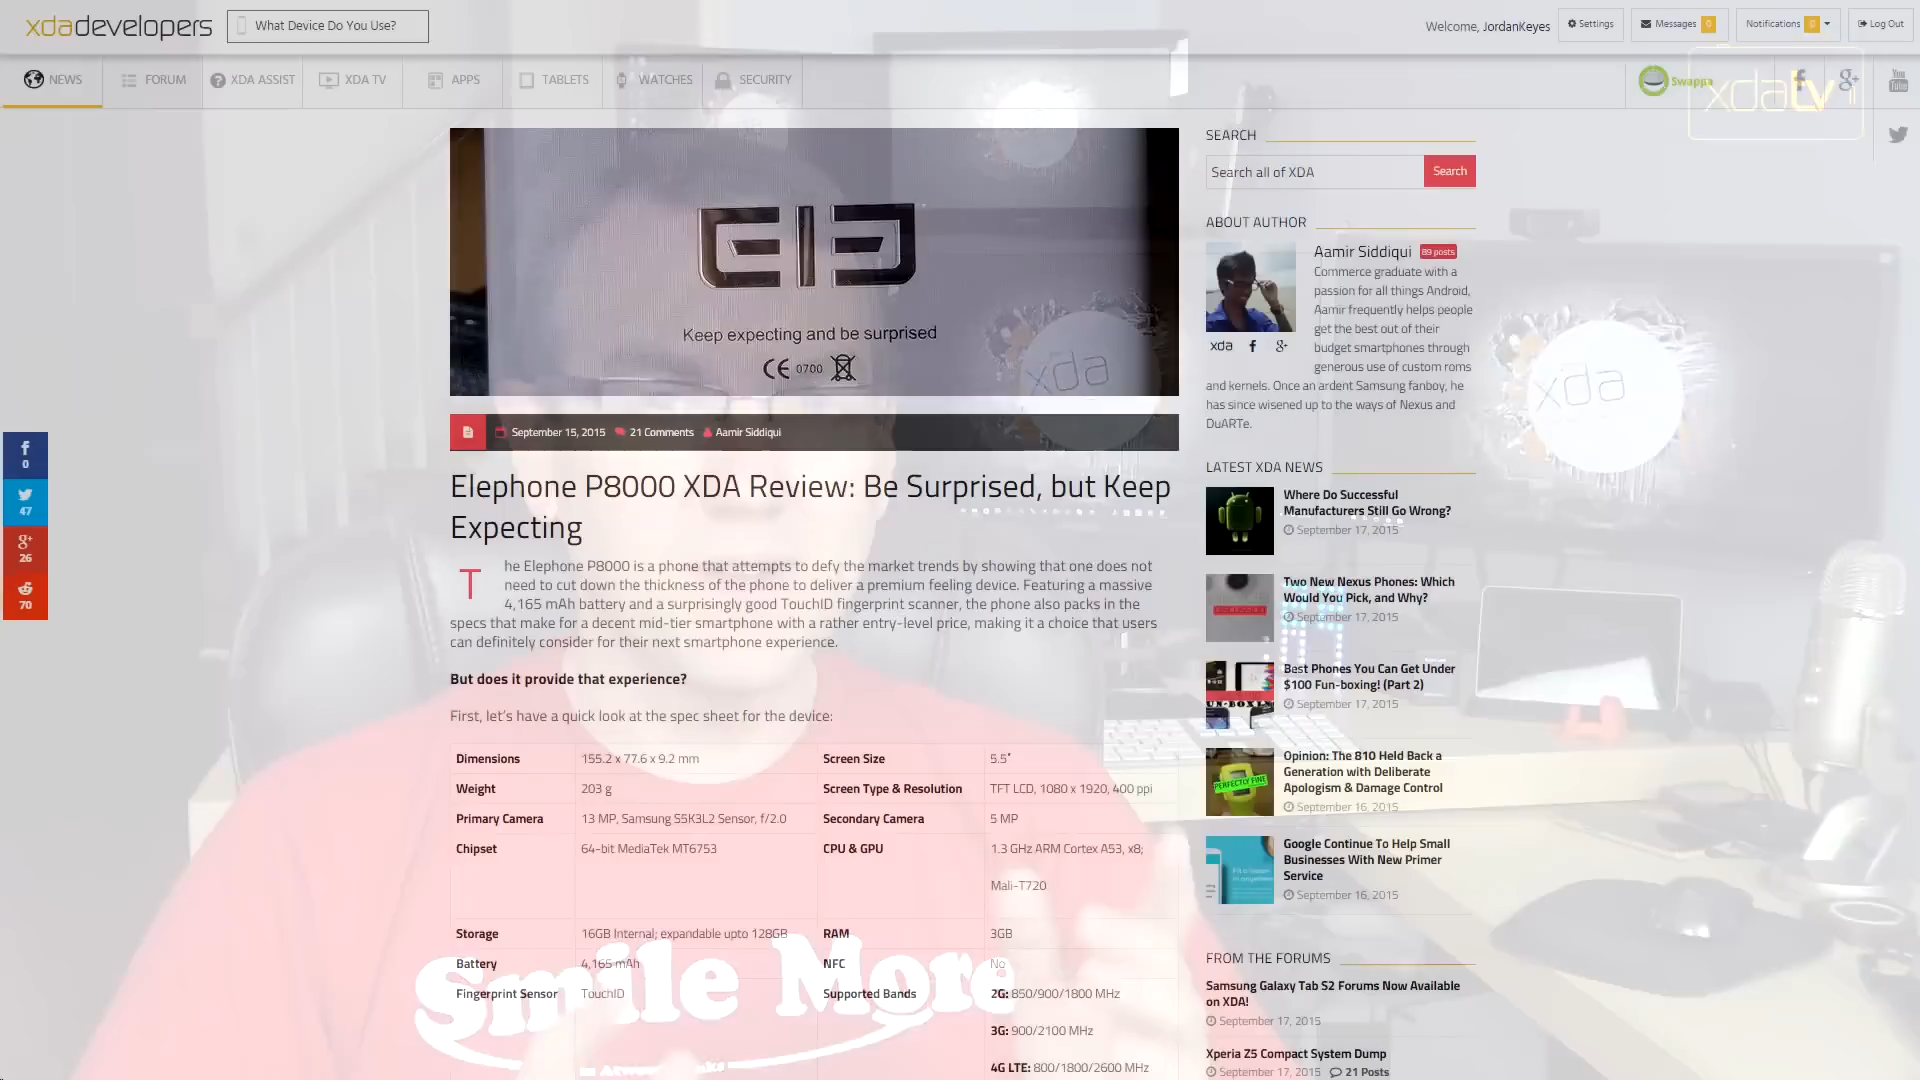 xdadevelopers
What Device Do You Use?
Welcome, JordanKeyes
Settings
Messages 0
Notifications 0
Log Out
NEWS
FORUM
XDA ASSIST
XDA TV
APPS
TABLETS
WATCHES
SECURITY
Swappa
xdatv
You
Tube
Keep expecting and be surprised
CE 0700
xda
September 15, 2015
21 Comments
Aamir Siddiqui
f
0
47
g+
26
70
Elephone P8000 XDA Review: Be Surprised, but Keep
Expecting
The Elephone P8000 is a phone that attempts to defy the market trends by showing that one does not
need to cut down the thickness of the phone to deliver a premium feeling device. Featuring a massive
4,165 mAh battery and a surprisingly good TouchID fingerprint scanner, the phone also packs in the
specs that make for a decent mid-tier smartphone with a rather entry-level price, making it a choice that users
can definitely consider for their next smartphone experience.
But does it provide that experience?
First, let's have a quick look at the spec sheet for the device:
Dimensions 155.2 x 77.6 x 9.2 mm Screen Size 5.5"
Weight 203 g Screen Type & Resolution TFT LCD, 1080 x 1920, 400 ppi
Primary Camera 13 MP, Samsung S5K3L2 Sensor, f/2.0 Secondary Camera 5 MP
Chipset 64-bit MediaTek MT6753 CPU & GPU 1.3 GHz ARM Cortex A53, x8;
Mali-T720
Storage 16GB Internal; expandable upto 128GB RAM 3GB
Battery 4,165 mAh NFC No
Fingerprint Sensor TouchID Supported Bands 2G: 850/900/1800 MHz
3G: 900/2100 MHz
4G LTE: 800/1800/2600 MHz
Smile More
SEARCH
Search all of XDA
Search
ABOUT AUTHOR
Aamir Siddiqui 89 posts
Commerce graduate with a
passion for all things Android,
Aamir frequently helps people
get the best out of their
budget smartphones through
generous use of custom roms
and kernels. Once an ardent Samsung fanboy, he
has since wisened up to the ways of Nexus and
DuARTe.
xda f g+
xda
LATEST XDA NEWS
Where Do Successful
Manufacturers Still Go Wrong?
September 17, 2015
Two New Nexus Phones: Which
Would You Pick, and Why?
September 17, 2015
Best Phones You Can Get Under
$100 Fun-boxing! (Part 2)
September 17, 2015
Opinion: The 810 Held Back a
Generation with Deliberate
Apologism & Damage Control
September 16, 2015
PERFECTLY FINE
Google Continue To Help Small
Businesses With New Primer
Service
September 16, 2015
FROM THE FORUMS
Samsung Galaxy Tab S2 Forums Now Available
on XDA!
September 17, 2015
Xperia Z5 Compact System Dump
September 17, 2015 21 Posts